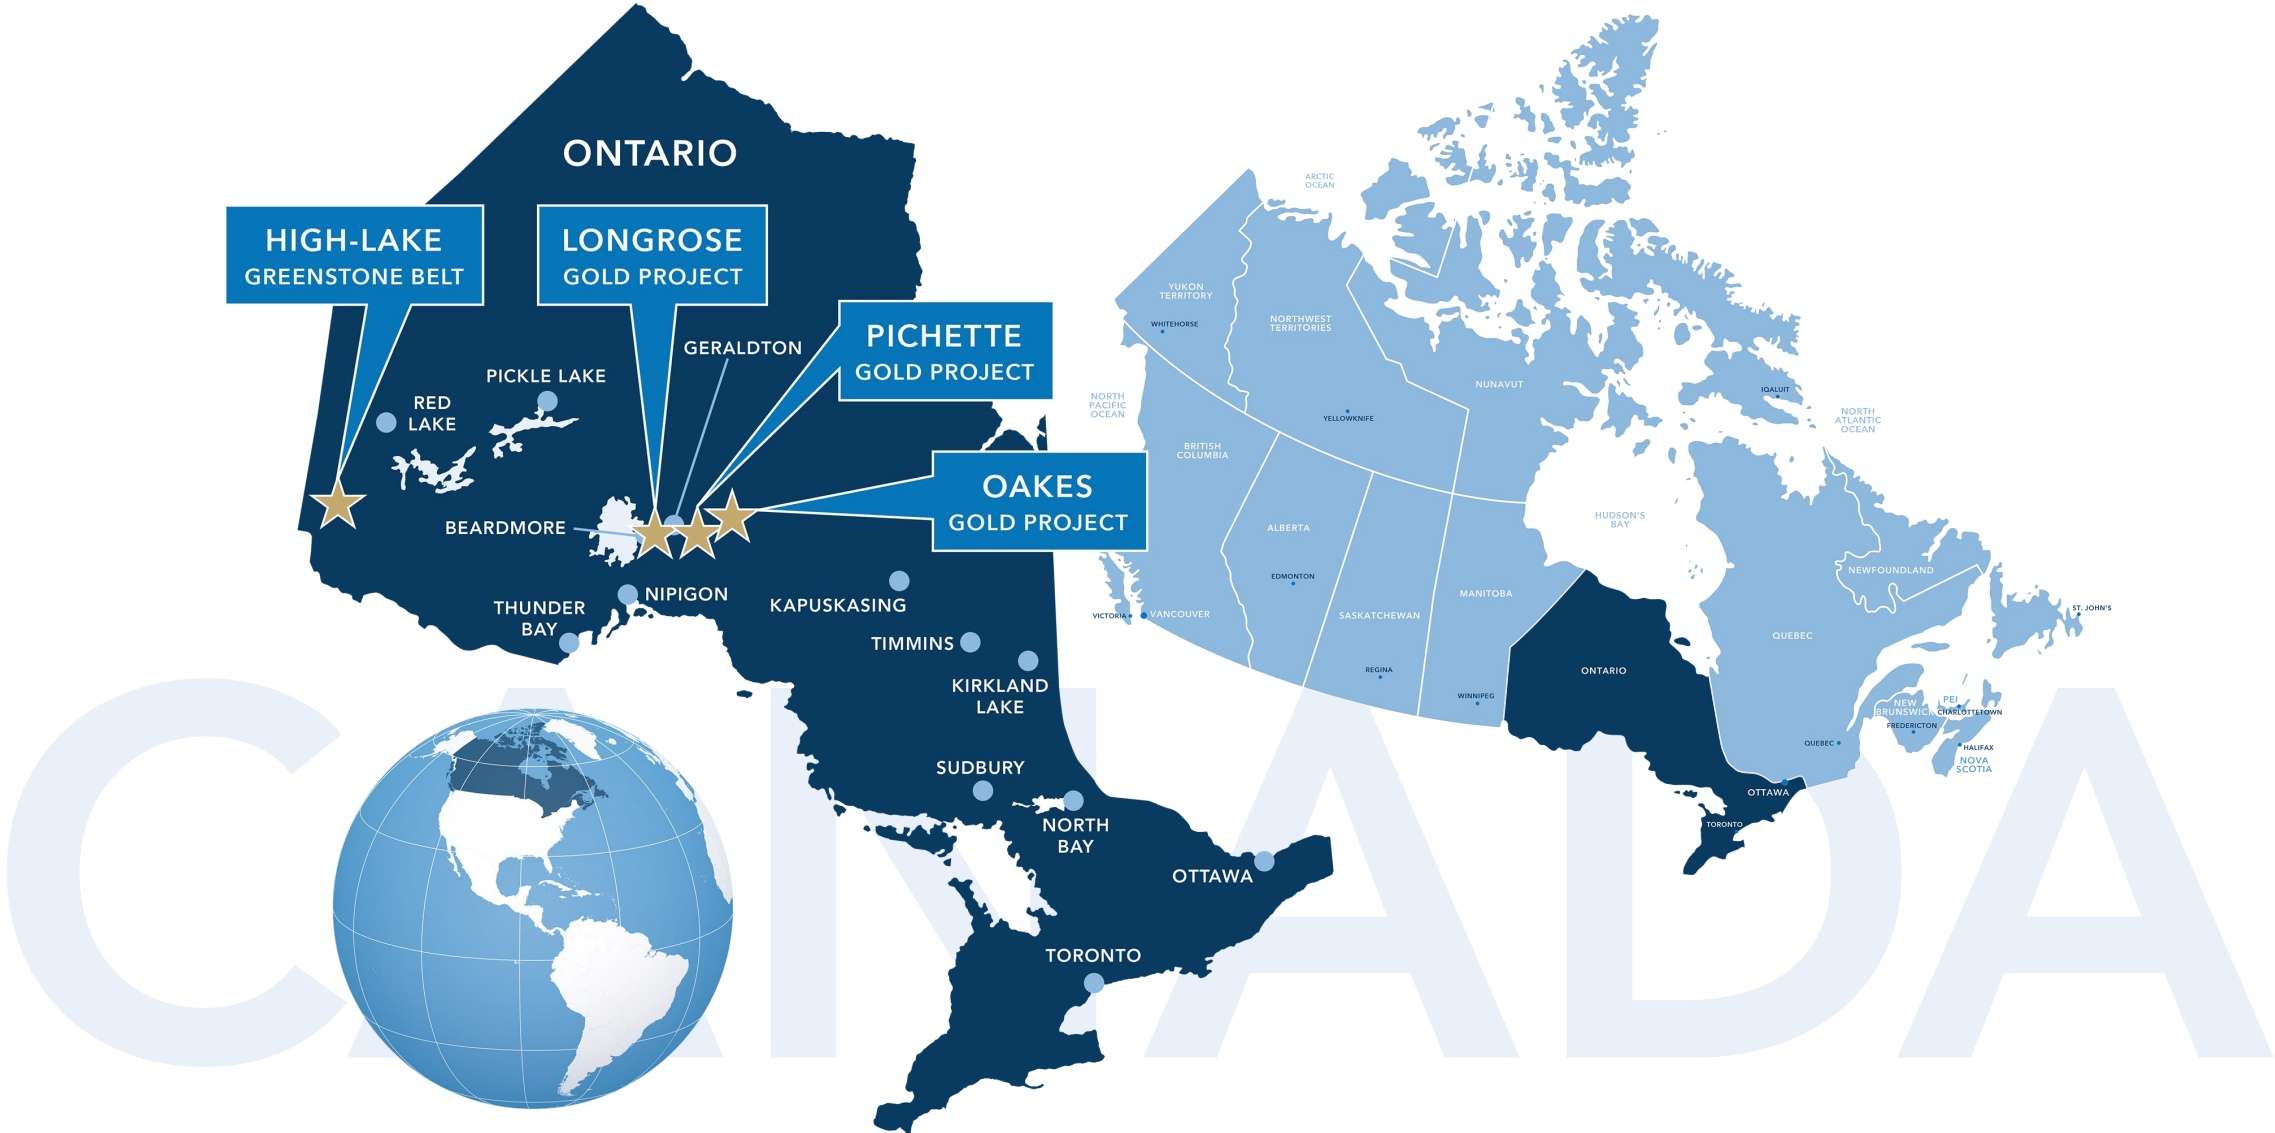 ONTARIO
HIGH-LAKE
GREENSTONE BELT
LONGROSE
GOLD PROJECT
PICHETTE
GOLD PROJECT
OAKES
GOLD PROJECT
GERALDTON
PICKLE LAKE
RED
LAKE
BEARDMORE
NIPIGON
THUNDER
BAY
KAPUSKASING
TIMMINS
KIRKLAND
LAKE
SUDBURY
NORTH
BAY
OTTAWA
TORONTO
ARCTIC
OCEAN
YUKON
TERRITORY
WHITEHORSE
NORTHWEST
TERRITORIES
YELLOWKNIFE
NUNAVUT
IQALUIT
NORTH
PACIFIC
OCEAN
NORTH
ATLANTIC
OCEAN
BRITISH
COLUMBIA
ALBERTA
EDMONTON
HUDSON'S
BAY
VICTORIA
VANCOUVER
SASKATCHEWAN
REGINA
MANITOBA
WINNIPEG
ONTARIO
QUEBEC
NEWFOUNDLAND
ST. JOHN'S
NEW
BRUNSWICK
PEI
CHARLOTTETOWN
FREDERICTON
QUEBEC
HALIFAX
NOVA
SCOTIA
OTTAWA
TORONTO
CANADA